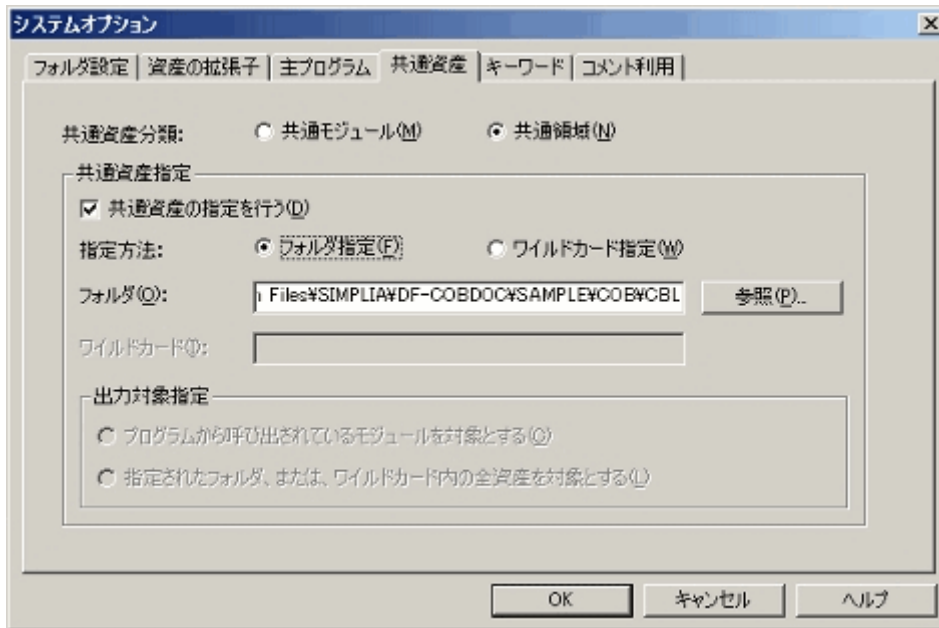 システムオプション
フォルダ設定 資産の拡張子 主プログラム 共通資産 キーワード コメント利用
共通資産分類: 共通モジュール(M) 共通領域(N)
共通資産指定
共通資産の指定を行う(D)
指定方法: フォルダ指定(F) ワイルドカード指定(W)
フォルダ(O): Files¥SIMPLIA¥DF-COBDOC¥SAMPLE¥COB¥CBL 参照(P)...
ワイルドカード(I):
出力対象指定
プログラムから呼び出されているモジュールを対象とする(C)
指定されたフォルダ、または、ワイルドカード内の全資産を対象とする(L)
OK キャンセル ヘルプ